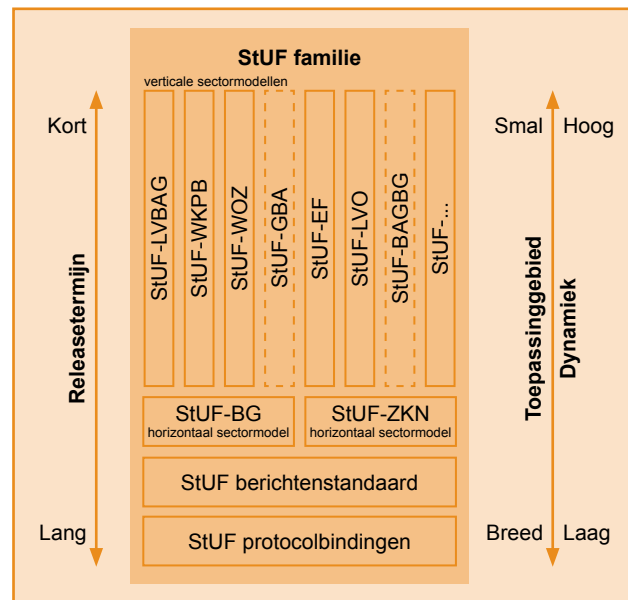 StUF familie
verticale sectormodellen
Kort
Smal
Hoog
StUF-LVBAG
StUF-WKPB
StUF-WOZ
StUF-GBA
StUF-EF
StUF-LVO
StUF-BAGBG
StUF-...
Releasetermijn
Toepassinggebied
Dynamiek
StUF-BG
horizontaal sectormodel
StUF-ZKN
horizontaal sectormodel
StUF berichtenstandaard
StUF protocolbindingen
Lang
Breed
Laag